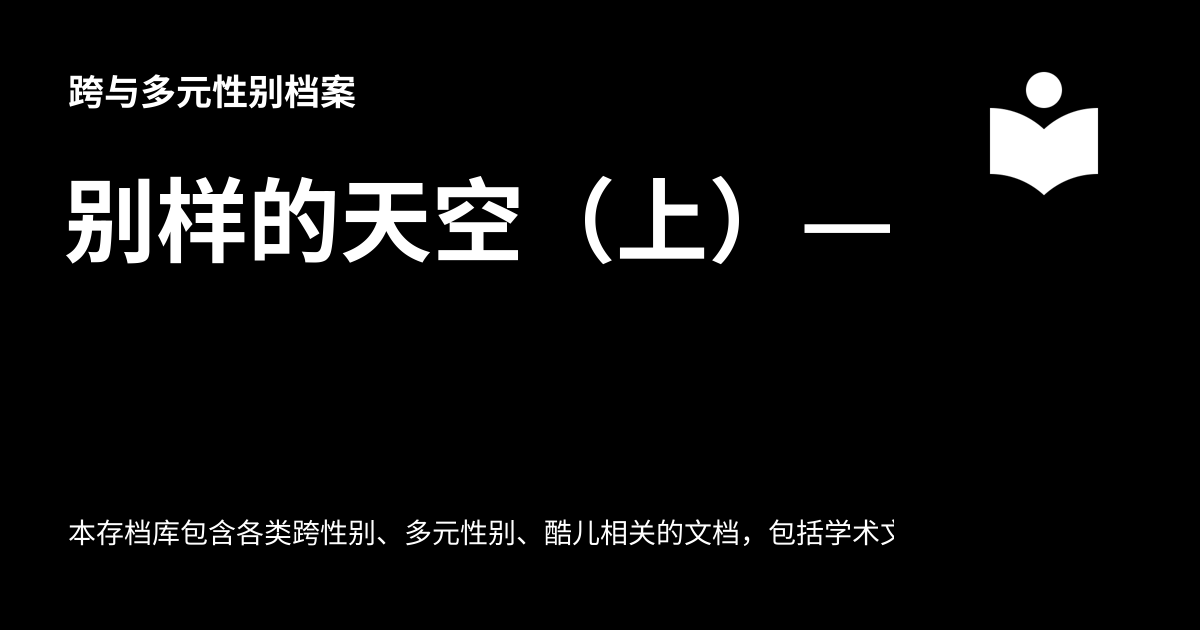 跨与多元性别档案
别样的天空（上）—
本存档库包含各类跨性别、多元性别、酷儿相关的文档，包括学术